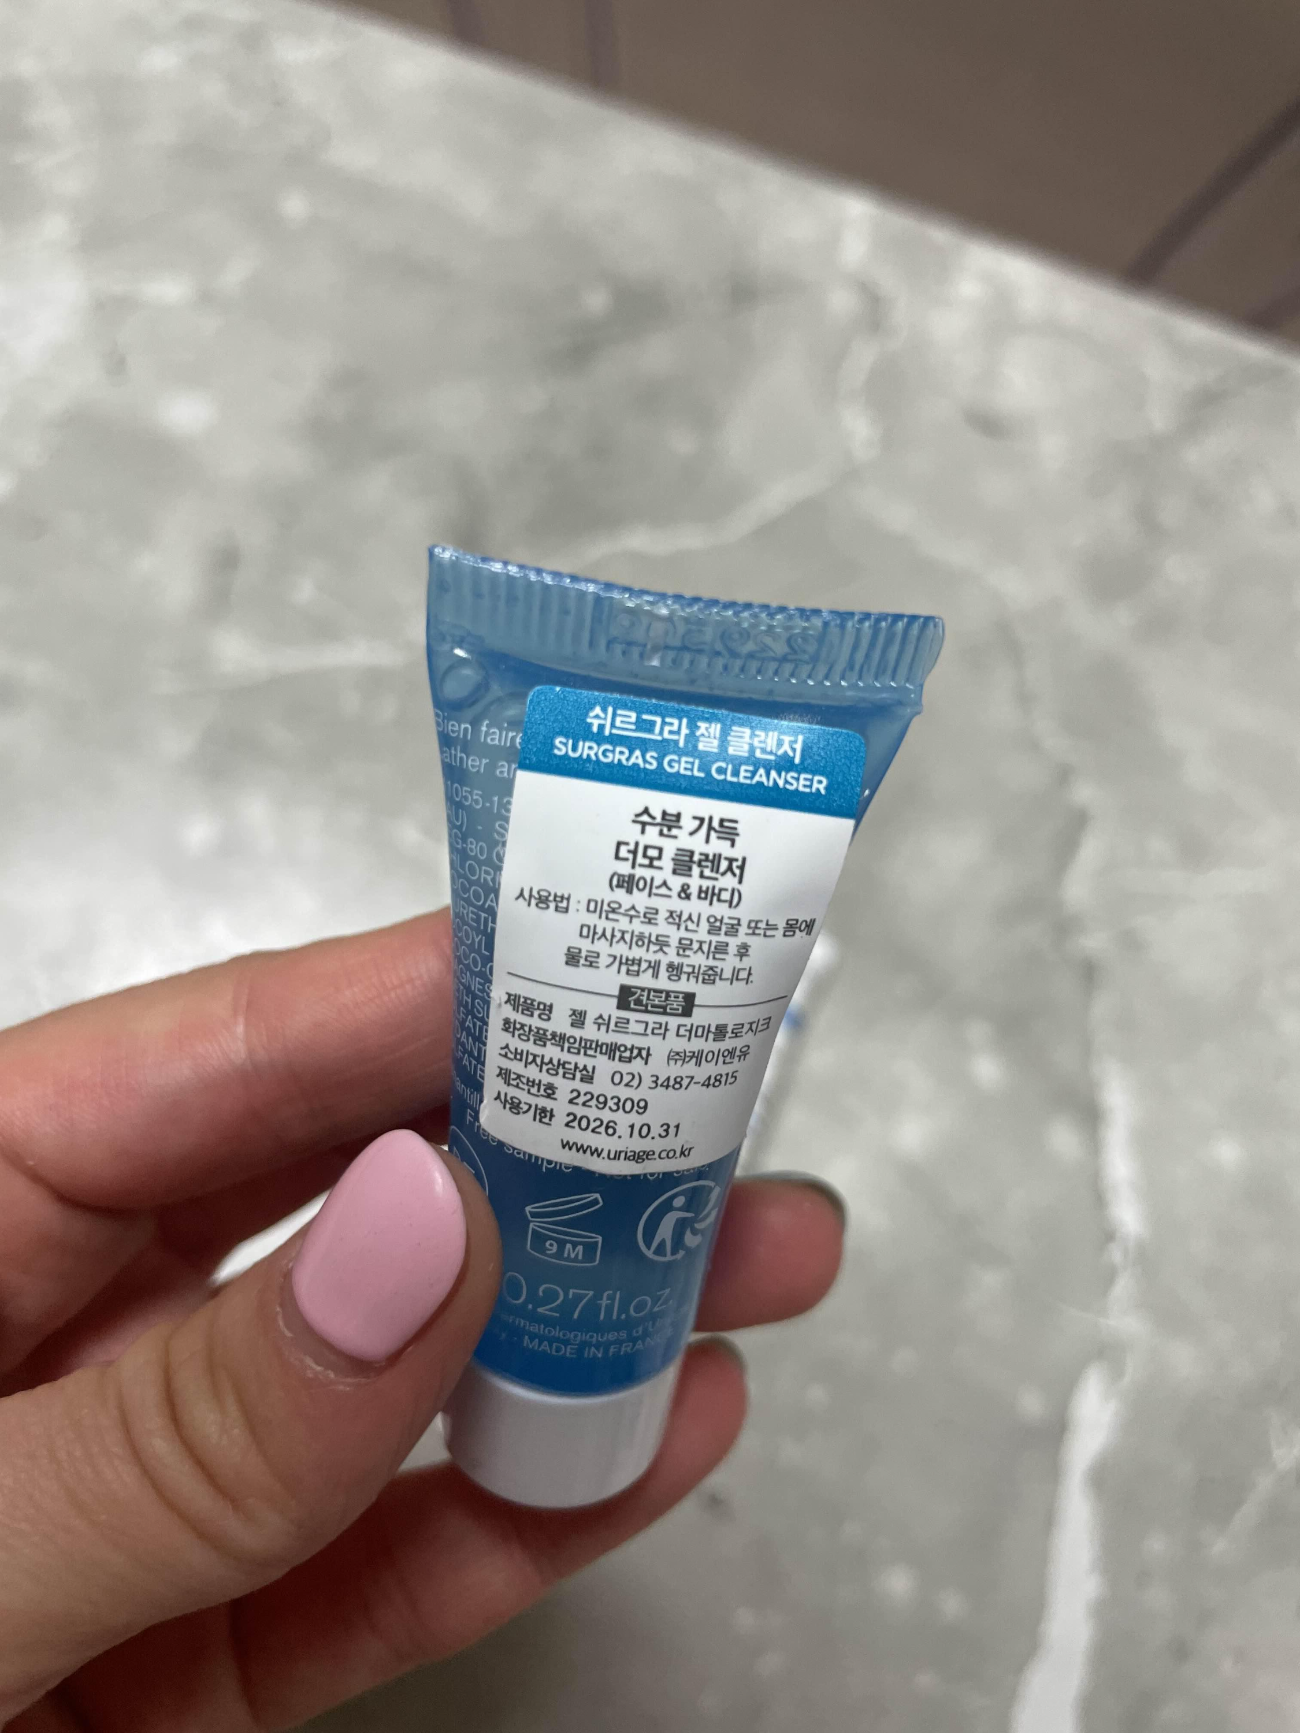 쉬르그라 젤 클렌저
SURGRAS GEL CLEANSER
수분 가득
더모 클렌저
(페이스 & 바디)
사용법 : 미온수로 적신 얼굴 또는 몸에
마사지하듯 문지른 후
물로 가볍게 헹궈줍니다.
견본품
제품명 젤 쉬르그라 더마톨로지크
화장품책임판매업자 ㈜케이엔유
소비자상담실 02) 3487-4815
제조번호 229309
사용기한 2026.10.31
www.uriage.co.kr
Bien faire
ather
1055-13
Free sample - Not for
9 M
0.27fl.oz
ermatologiques d'U
MADE IN FRAN